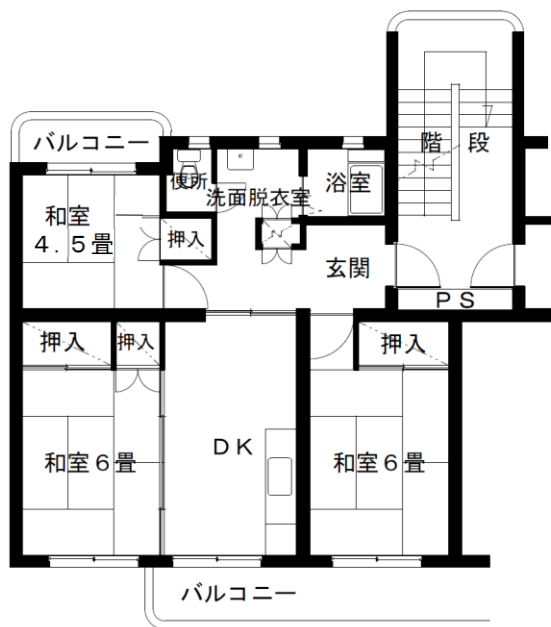 バルコニー
階段
便所
洗面脱衣室
浴室
和室
4.5畳
押入
玄関
PS
押入
押入
押入
和室6畳
DK
和室6畳
バルコニー